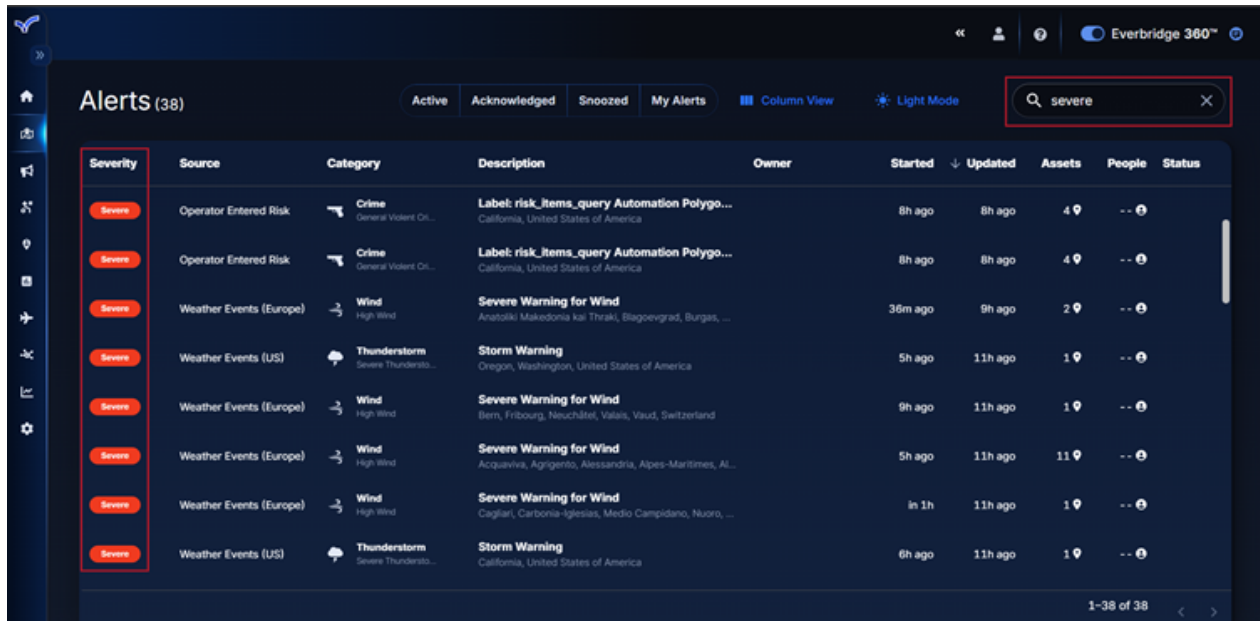 Everbridge 360™
Alerts (38)
Active Acknowledged Snoozed My Alerts Column View Light Mode severe
Severity Source Category Description Owner Started Updated Assets People Status
Severe Operator Entered Risk Crime Label: risk_items_query Automation Polygo... 8h ago 8h ago 4 --
General Violent Cri... California, United States of America
Severe Operator Entered Risk Crime Label: risk_items_query Automation Polygo... 8h ago 8h ago 4 --
General Violent Cri... California, United States of America
Severe Weather Events (Europe) Wind Severe Warning for Wind 36m ago 9h ago 2 --
High Wind Anatoliki Makedonia kai Thraki, Blagoevgrad, Burgas, ...
Severe Weather Events (US) Thunderstorm Storm Warning 5h ago 11h ago 1 --
Severe Thundersto... Oregon, Washington, United States of America
Severe Weather Events (Europe) Wind Severe Warning for Wind 9h ago 11h ago 1 --
High Wind Bern, Fribourg, Neuchâtel, Valais, Vaud, Switzerland
Severe Weather Events (Europe) Wind Severe Warning for Wind 5h ago 11h ago 11 --
High Wind Acquaviva, Agrigento, Alessandria, Alpes-Maritimes, Al...
Severe Weather Events (Europe) Wind Severe Warning for Wind in 1h 11h ago 1 --
High Wind Cagliari, Carbonia-Iglesias, Medio Campidano, Nuoro, ...
Severe Weather Events (US) Thunderstorm Storm Warning 6h ago 11h ago 1 --
Severe Thundersto... California, United States of America
1–38 of 38